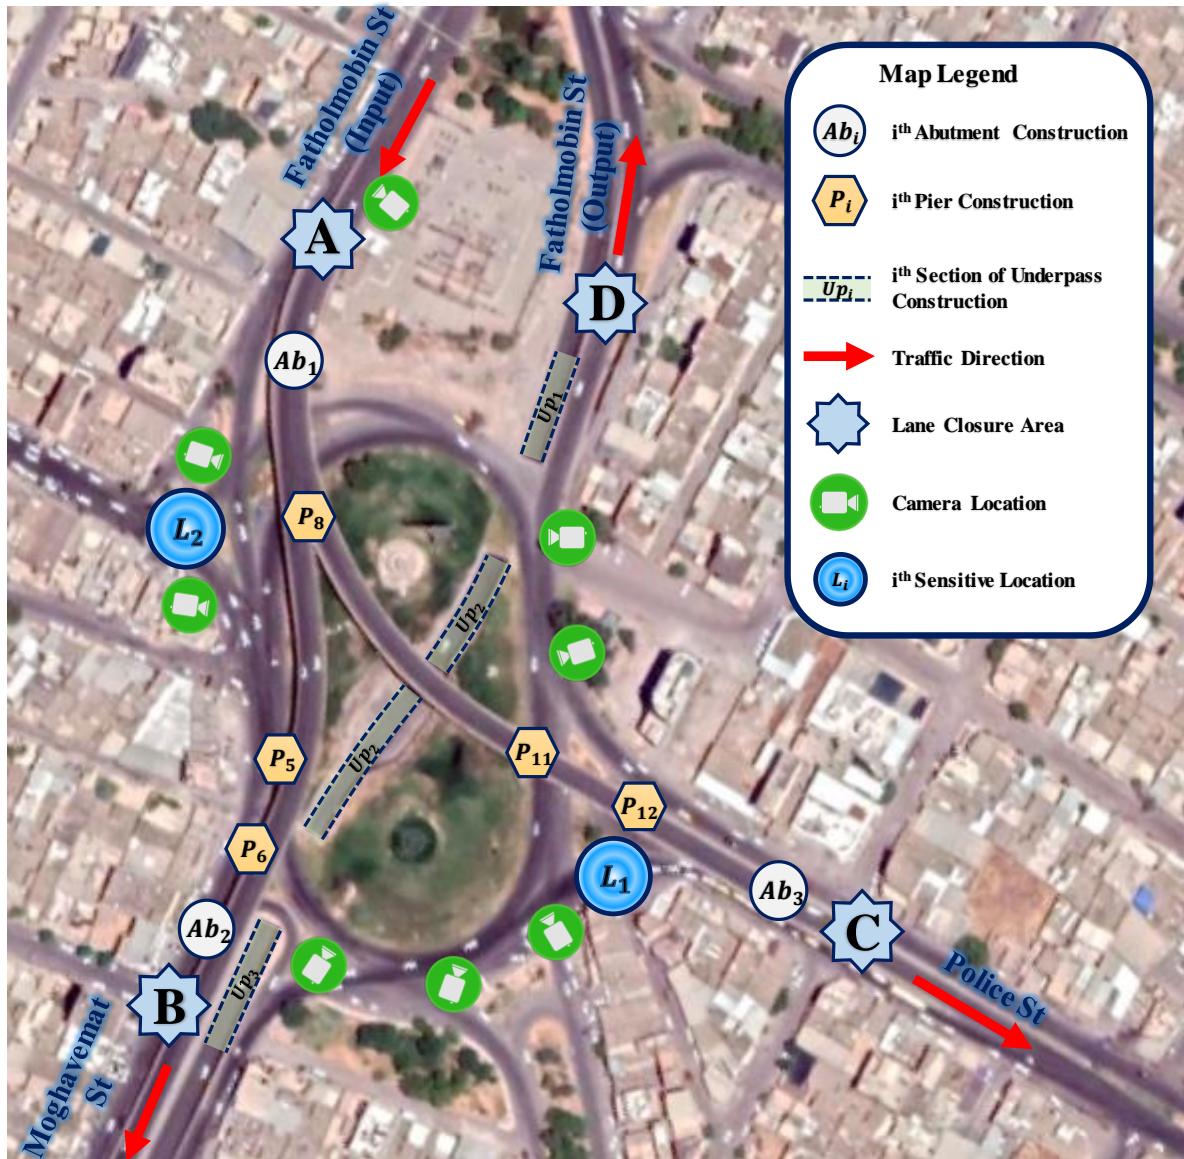 Fatholmobin St
(Input)
Fatholmobin St
(Output)
Map Legend
Abᵢ
iᵗʰ Abutment Construction
Pᵢ
iᵗʰ Pier Construction
Upᵢ
iᵗʰ Section of Underpass
Construction
Traffic Direction
Lane Closure Area
Camera Location
Lᵢ
iᵗʰ Sensitive Location
A
D
Ab₁
Up₁
L₂
P₈
Up₂
Up₂
P₅
P₁₁
P₁₂
P₆
L₁
Ab₃
Ab₂
C
Up₃
B
Police St
Moghavemat
St